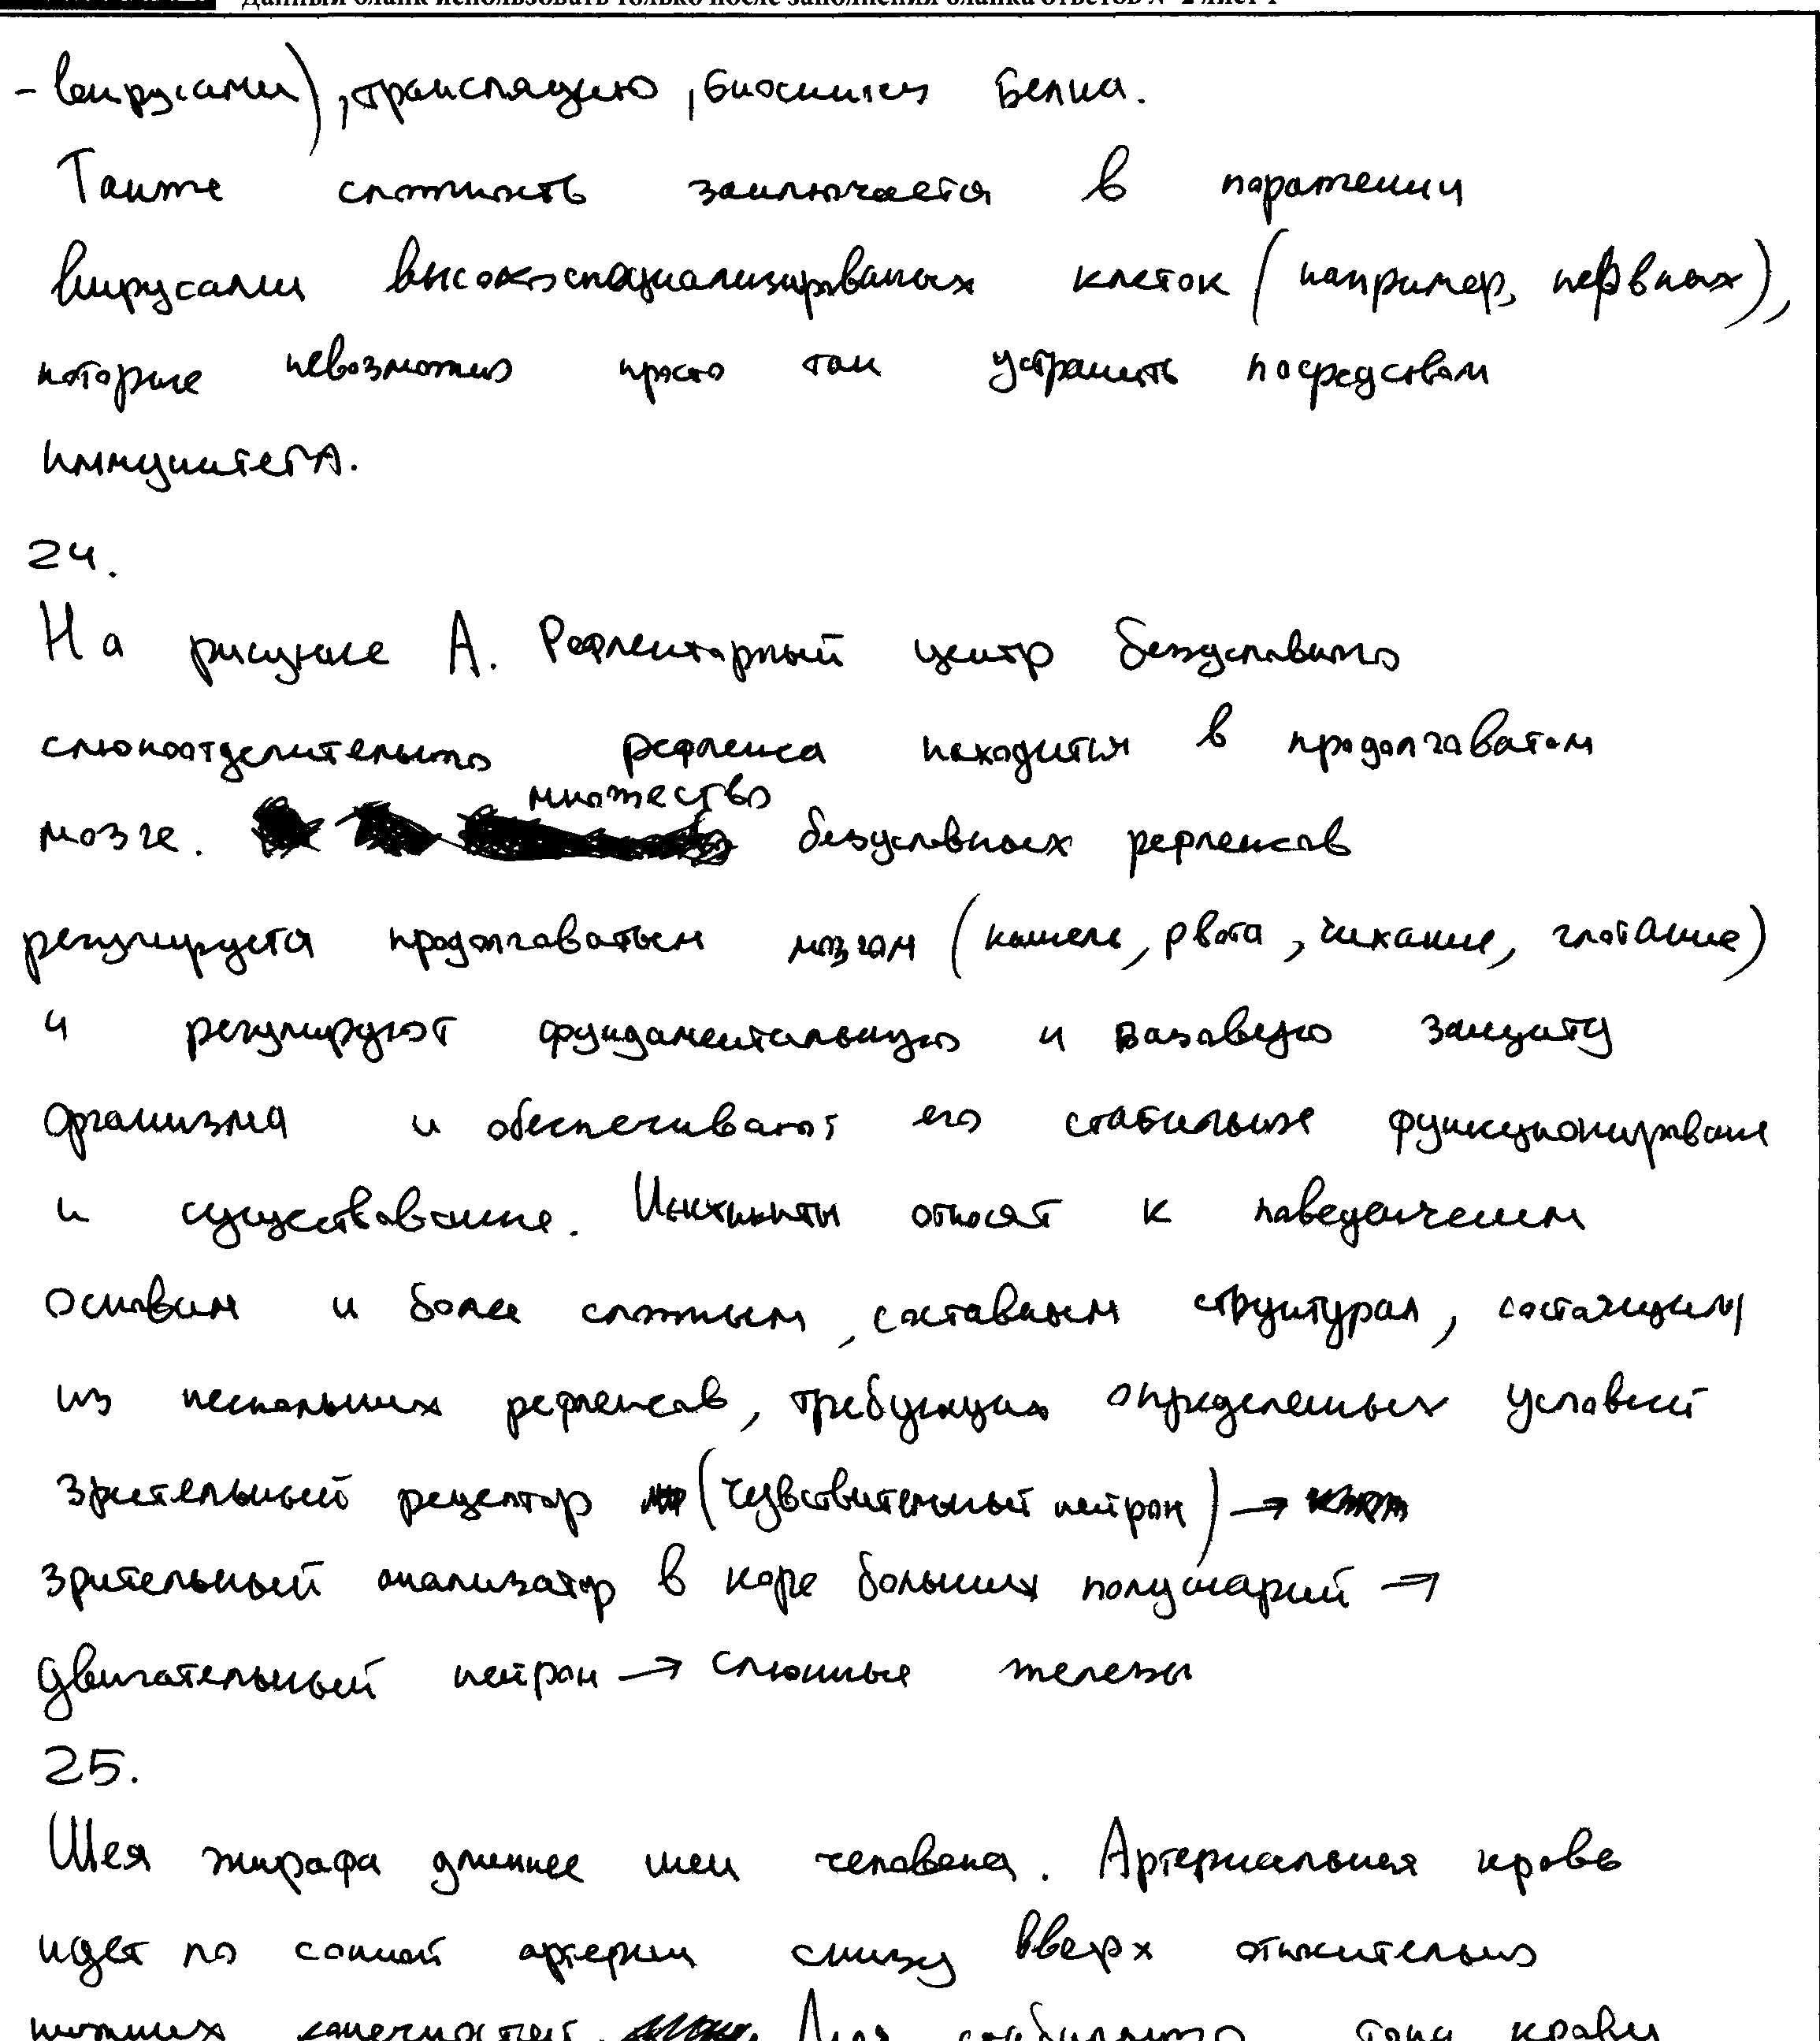 Данный бланк использовать только после заполнения бланка ответов № 2 лист 1
- вирусами), трансляцию, биосинтез белка.
Также сложность заключается в поражении
вирусами высокоспециализированых клеток (например, нервных),
которые невозможно просто так устранить посредством
иммунитета.
24.
На рисунке А. Рефлекторный центр безусловного
слюноотделительного рефлекса находится в продолговатом
мозге. множество безусловных рефлексов
регулируется продолговатым мозгом (кашель, рвота, чихание, глотание)
и регулируют фундаментальную и базовую защиту
организма и обеспечивают его стабильное функционирование
и существование. Инстинкты относят к поведенческим
основам и более сложным, составным структурам, состоящим
из нескольких рефлексов, требующих определенных условий
зрительный рецептор (чувствительный нейрон) →
зрительный анализатор в коре больших полушарий →
двигательный нейрон → слюнные железы
25.
Шея жирафа длиннее шеи человека. Артериальная кровь
идет по сонной артерии снизу вверх относительно
нижних конечностей. Для стабильного тока крови